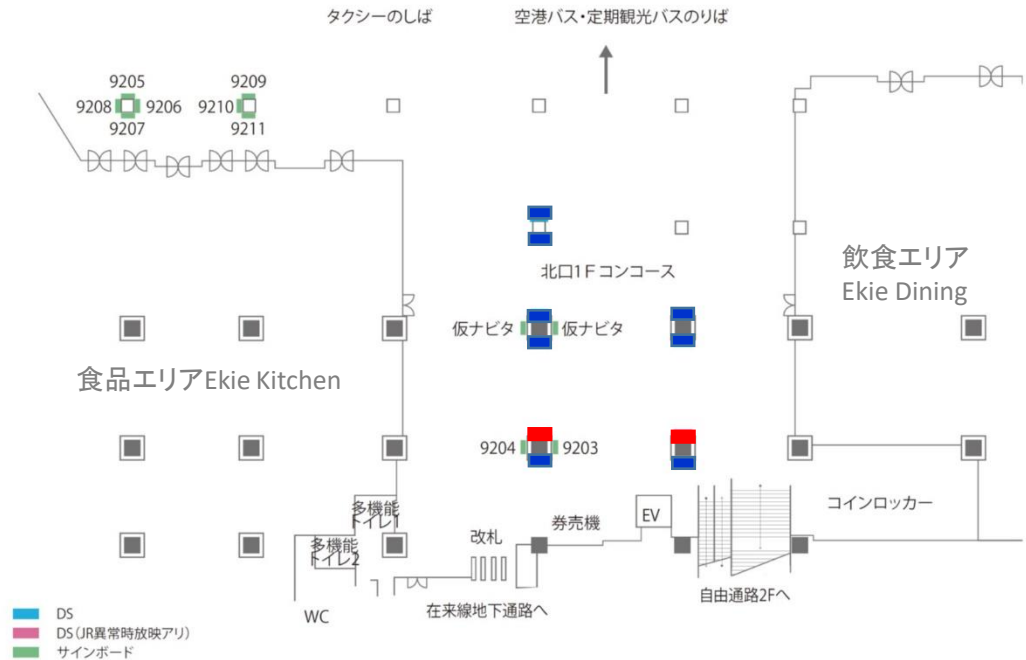 タクシーのしば
空港バス・定期観光バスのりば
9205
9209
9208
9206
9210
9207
9211
北口1Fコンコース
飲食エリア
Ekie Dining
仮ナビタ
仮ナビタ
食品エリアEkie Kitchen
9204
9203
多機能
トイレ1
多機能
トイレ2
改札
券売機
EV
コインロッカー
WC
在来線地下通路へ
自由通路2Fへ
DS
DS(JR異常時放映アリ)
サインボード